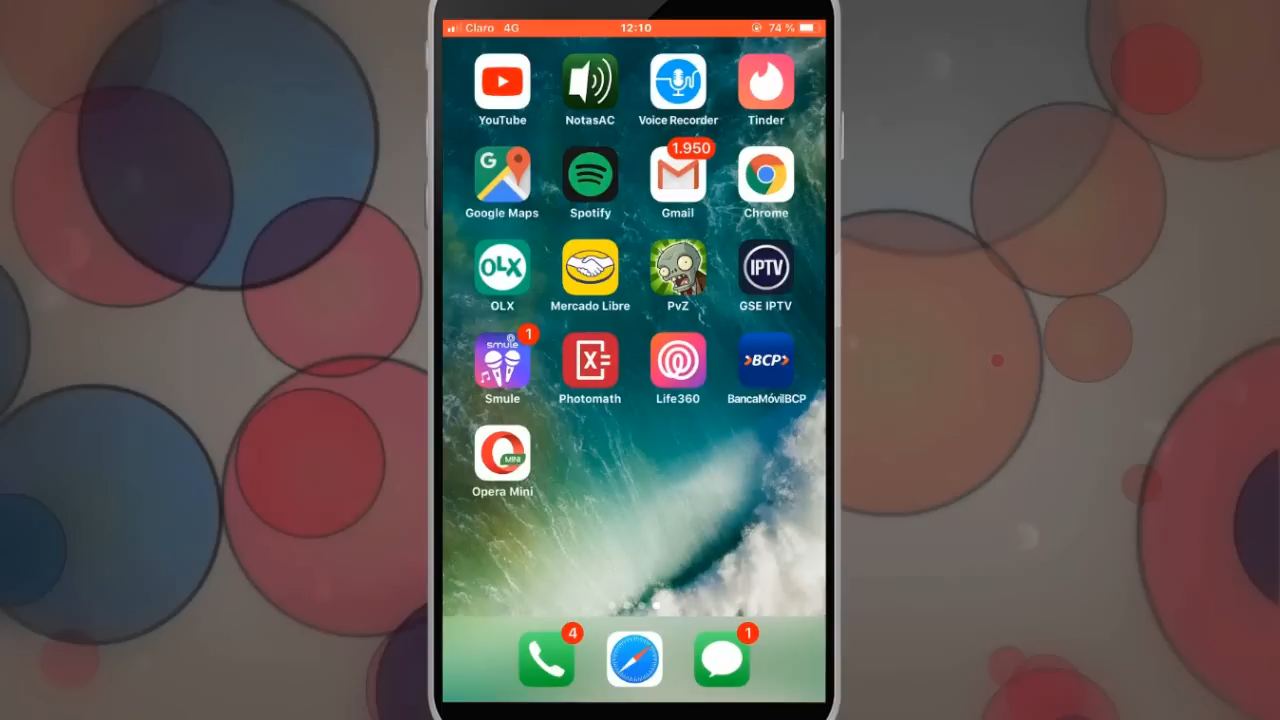 Claro 4G 12:10 74 %
YouTube NotasAC Voice Recorder Tinder
1.950
G
Google Maps Spotify Gmail Chrome
OLX IPTV
OLX Mercado Libre PvZ GSE IPTV
1
smule X= BCP
Smule Photomath Life360 BancaMóvilBCP
MINI
Opera Mini
4 1